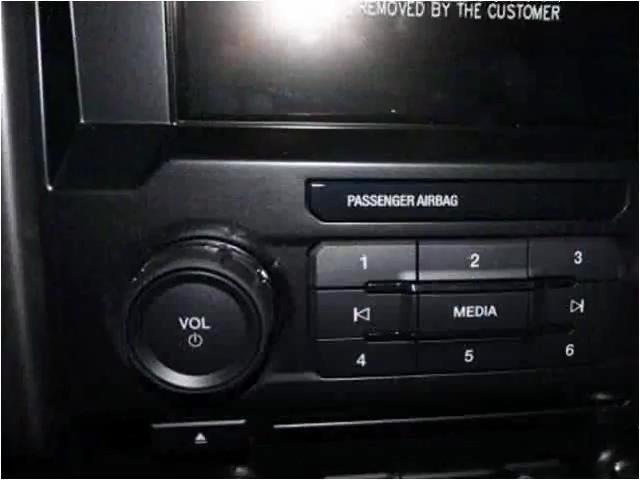 REMOVED BY THE CUSTOMER
PASSENGER AIRBAG
1 2 3
VOL
MEDIA
4 5 6